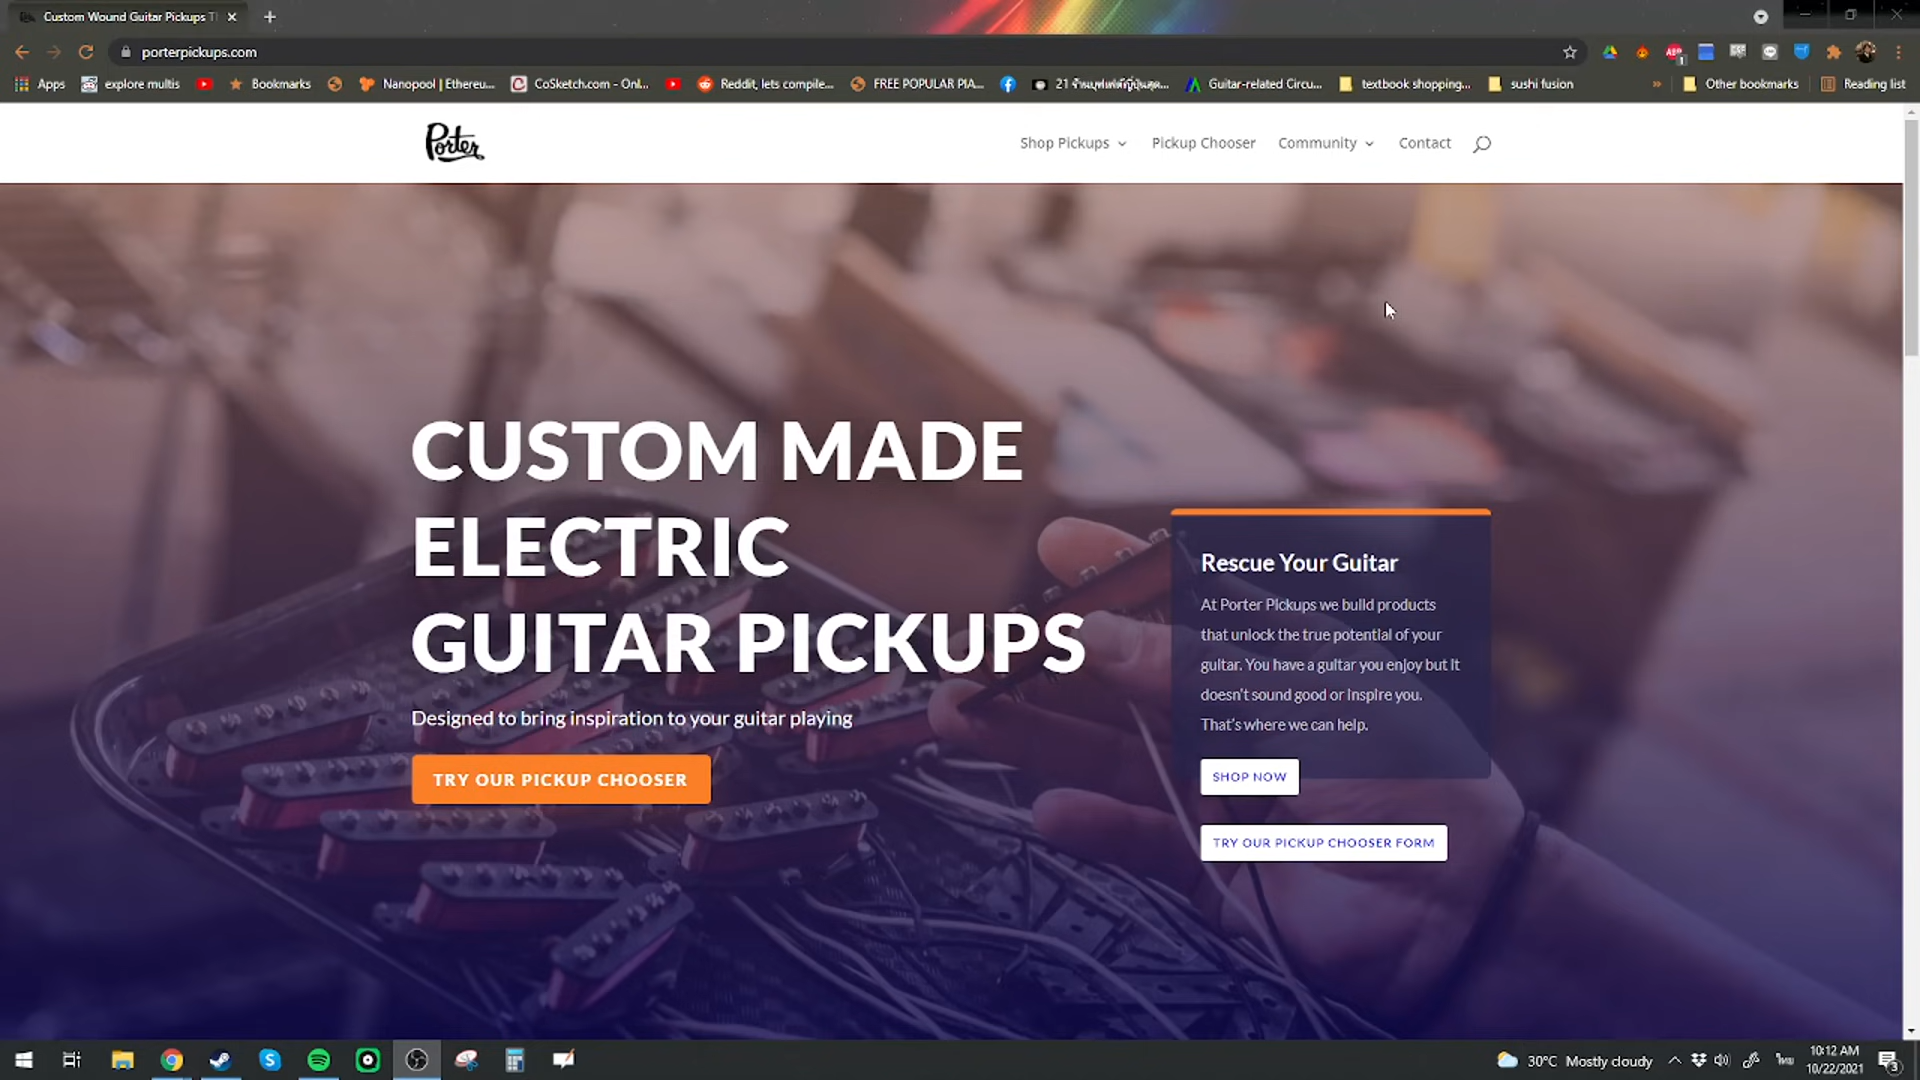 Custom Wound Guitar Pickups T
porterpickups.com
Apps
explore multis
Bookmarks
Nanopool | Ethereu...
CoSketch.com - Onl...
Reddit, lets compile...
FREE POPULAR PIA...
21
Guitar-related Circu...
textbook shopping...
sushi fusion
»
Other bookmarks
Reading list
Porter
Shop Pickups
Pickup Chooser
Community
Contact
CUSTOM MADE
ELECTRIC
GUITAR PICKUPS
Designed to bring inspiration to your guitar playing
TRY OUR PICKUP CHOOSER
Rescue Your Guitar
At Porter Pickups we build products
that unlock the true potential of your
guitar. You have a guitar you enjoy but it
doesn't sound good or inspire you.
That's where we can help.
SHOP NOW
TRY OUR PICKUP CHOOSER FORM
30°C Mostly cloudy
10:12 AM
10/22/2021
3